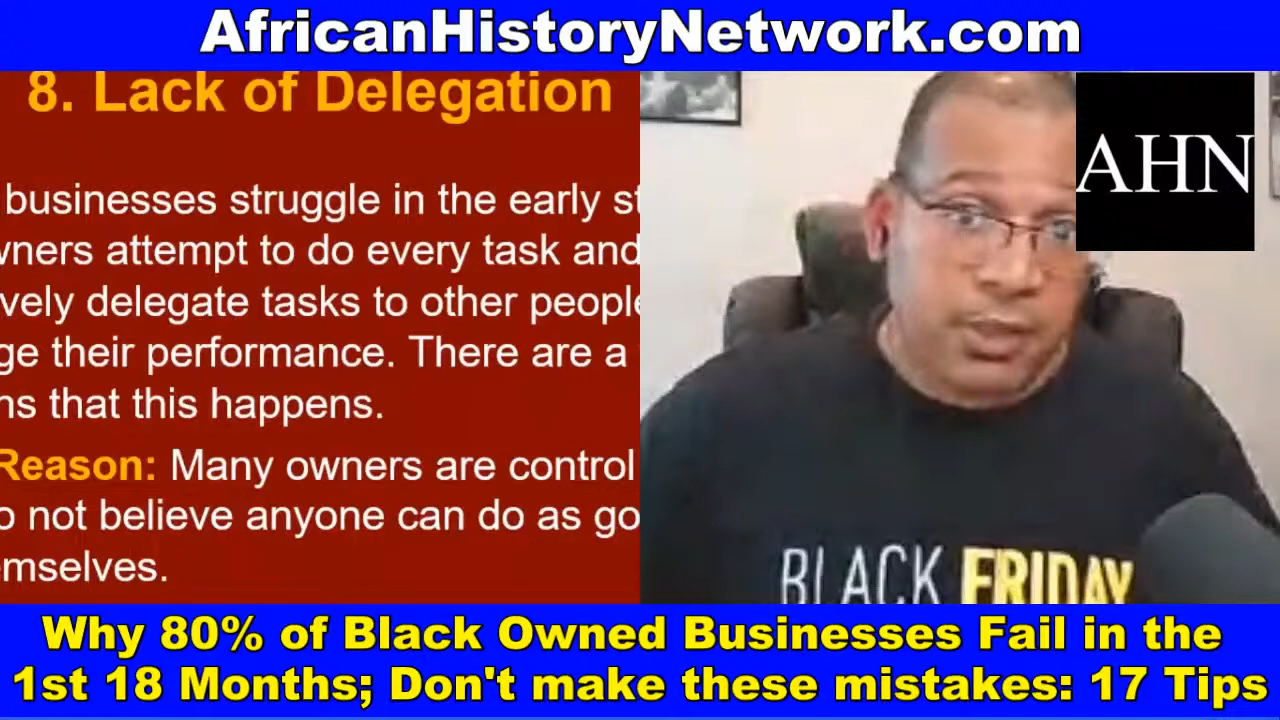 AfricanHistoryNetwork.com
8. Lack of Delegation
businesses struggle in the early st
wners attempt to do every task and
vely delegate tasks to other people
ge their performance. There are a
ns that this happens.
Reason: Many owners are control
o not believe anyone can do as go
mselves.
AHN
BLACK FRIDAY
Why 80% of Black Owned Businesses Fail in the
1st 18 Months; Don't make these mistakes: 17 Tips